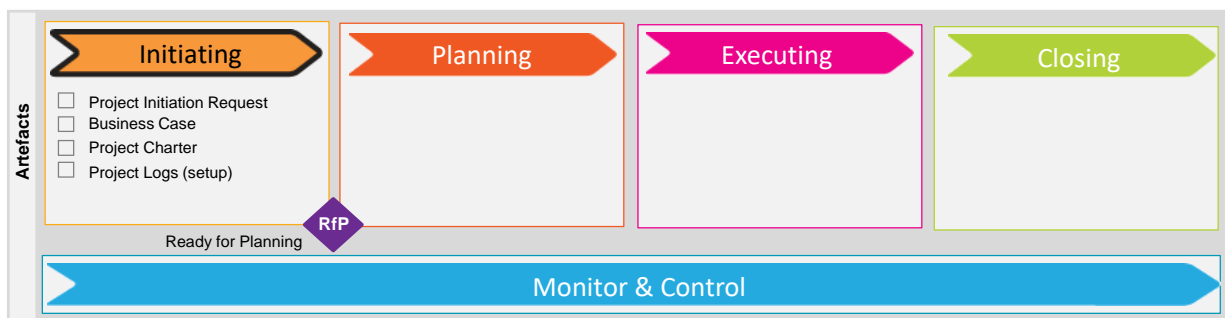 Artefacts
Initiating
Planning
Executing
Closing
Project Initiation Request
Business Case
Project Charter
Project Logs (setup)
RfP
Ready for Planning
Monitor & Control